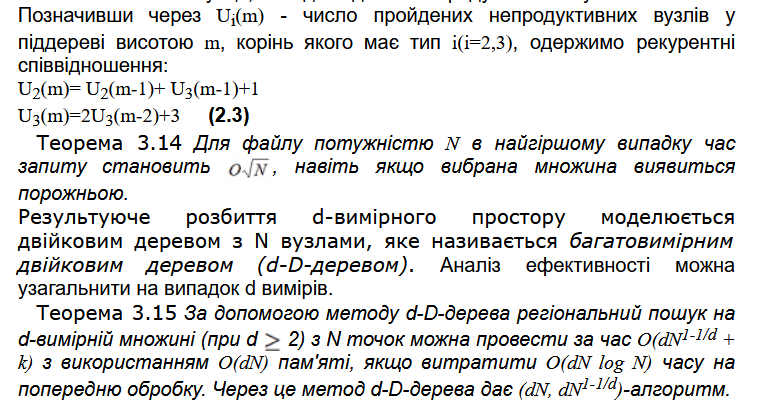 Позначивши через Ui(m) - число пройдених непродуктивних вузлів у
піддереві висотою m, корінь якого має тип i(i=2,3), одержимо рекурентні
співвідношення:
U2(m)= U2(m-1)+ U3(m-1)+1
U3(m)=2U3(m-2)+3 (2.3)
Теорема 3.14 Для файлу потужністю N в найгіршому випадку час
запиту становить O√N , навіть якщо вибрана множина виявиться
порожньою.
Результуюче розбиття d-вимірного простору моделюється
двійковим деревом з N вузлами, яке називається багатовимірним
двійковим деревом (d-D-деревом). Аналіз ефективності можна
узагальнити на випадок d вимірів.
Теорема 3.15 За допомогою методу d-D-дерева регіональний пошук на
d-вимірній множині (при d ≥ 2) з N точок можна провести за час O(dN^1-1/d +
k) з використанням O(dN) пам'яті, якщо витратити O(dN log N) часу на
попередню обробку. Через це метод d-D-дерева дає (dN, dN^1-1/d)-алгоритм.